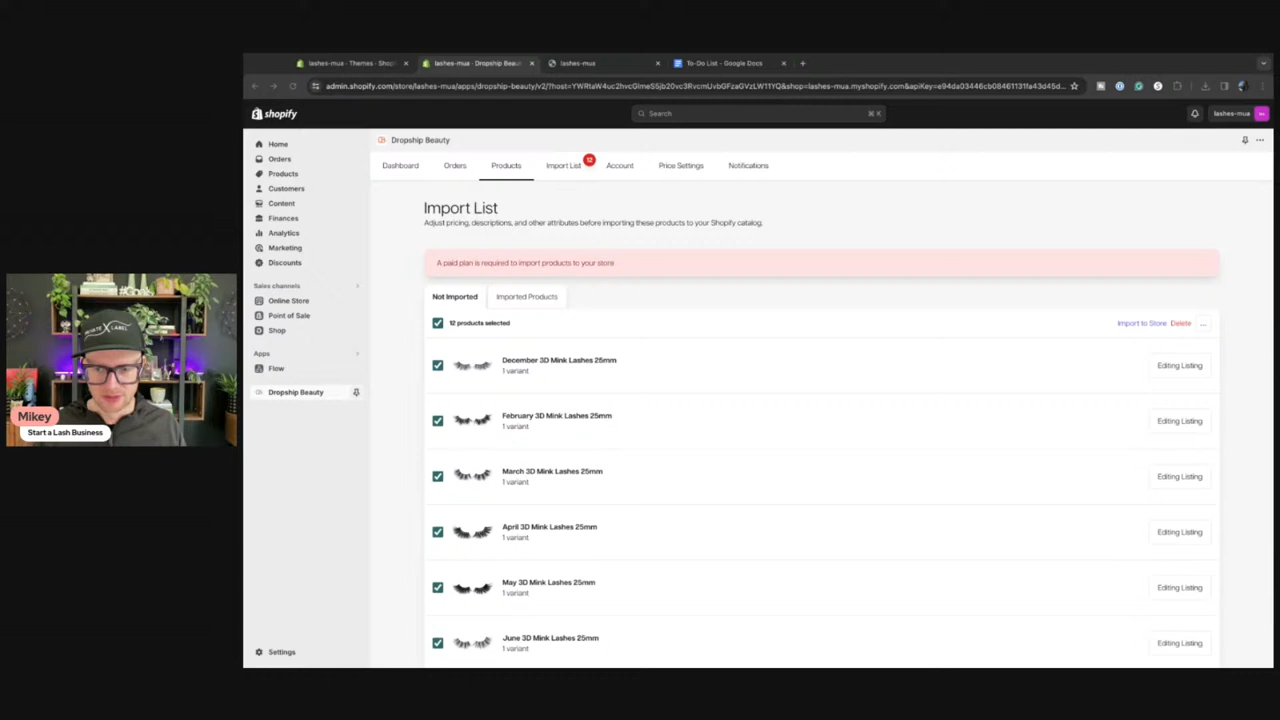 lashes-mua · Themes · Shopi
lashes-mua · Dropship Beau
lashes-mua
To-Do List - Google Docs
shopify
Search
⌘ K
lashes-mua
Home
Orders
Products
Customers
Content
Finances
Analytics
Marketing
Discounts
Sales channels
Online Store
Point of Sale
Shop
Apps
Flow
Dropship Beauty
Settings
Dropship Beauty
Dashboard
Orders
Products
Import List
12
Account
Price Settings
Notifications
Import List
Adjust pricing, descriptions, and other attributes before importing these products to your Shopify catalog.
A paid plan is required to import products to your store
Not Imported
Imported Products
12 products selected
Import to Store
Delete
...
December 3D Mink Lashes 25mm
1 variant
Editing Listing
February 3D Mink Lashes 25mm
1 variant
Editing Listing
March 3D Mink Lashes 25mm
1 variant
Editing Listing
April 3D Mink Lashes 25mm
1 variant
Editing Listing
May 3D Mink Lashes 25mm
1 variant
Editing Listing
June 3D Mink Lashes 25mm
1 variant
Editing Listing
PRIVATE X LABEL
Mikey
Start a Lash Business